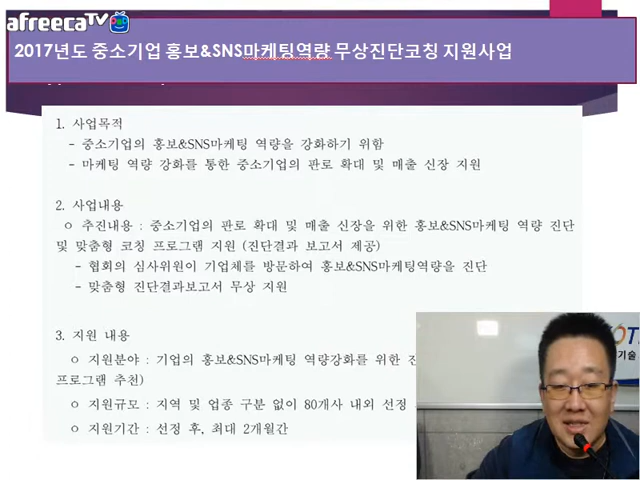 afreecaTV
2017년도 중소기업 홍보&SNS마케팅역량 무상진단코칭 지원사업
1. 사업목적
- 중소기업의 홍보&SNS마케팅 역량을 강화하기 위함
- 마케팅 역량 강화를 통한 중소기업의 판로 확대 및 매출 신장 지원
2. 사업내용
ㅇ 추진내용 : 중소기업의 판로 확대 및 매출 신장을 위한 홍보&SNS마케팅 역량 진단
및 맞춤형 코칭 프로그램 지원 (진단결과 보고서 제공)
- 협회의 심사위원이 기업체를 방문하여 홍보&SNS마케팅역량을 진단
- 맞춤형 진단결과보고서 무상 지원
3. 지원 내용
ㅇ 지원분야 : 기업의 홍보&SNS마케팅 역량강화를 위한
프로그램 추천)
ㅇ 지원규모 : 지역 및 업종 구분 없이 80개사 내외 선정
ㅇ 지원기간 : 선정 후, 최대 2개월간
기술